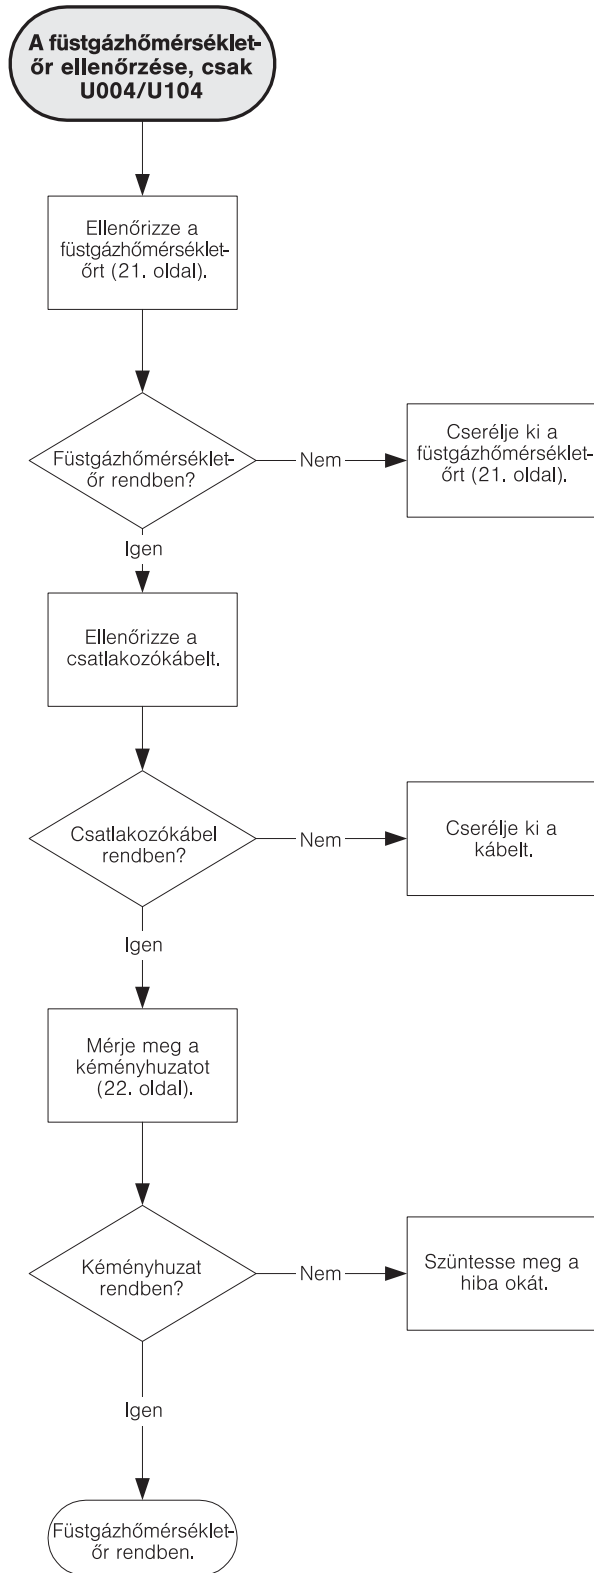 A füstgázhőmérséklet-
őr ellenőrzése, csak
U004/U104
Ellenőrizze a
füstgázhőmérséklet-
őrt (21. oldal).
Füstgázhőmérséklet-
őr rendben?
Nem
Cserélje ki a
füstgázhőmérséklet-
őrt (21. oldal).
Igen
Ellenőrizze a
csatlakozókábelt.
Csatlakozókábel
rendben?
Nem
Cserélje ki a
kábelt.
Igen
Mérje meg a
kéményhuzatot
(22. oldal).
Kéményhuzat
rendben?
Nem
Szüntesse meg a
hiba okát.
Igen
Füstgázhőmérséklet-
őr rendben.